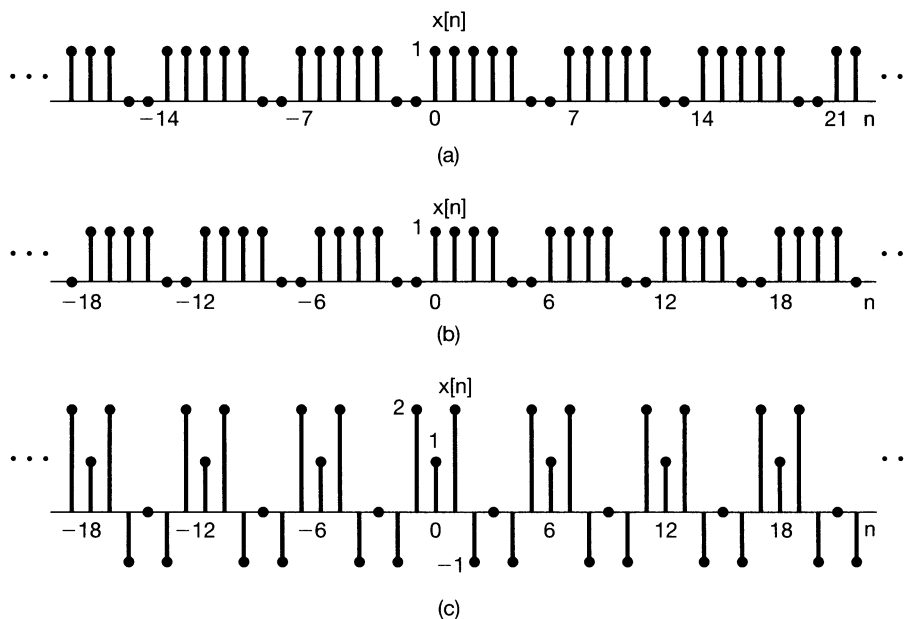 x[n]
1
. . .
. .
−14 −7 0 7 14 21 n
(a)
x[n]
1
. . .
. .
−18 −12 −6 0 6 12 18 n
(b)
x[n]
2
1
. . .
. .
−18 −12 −6 0 6 12 18 n
−1
(c)